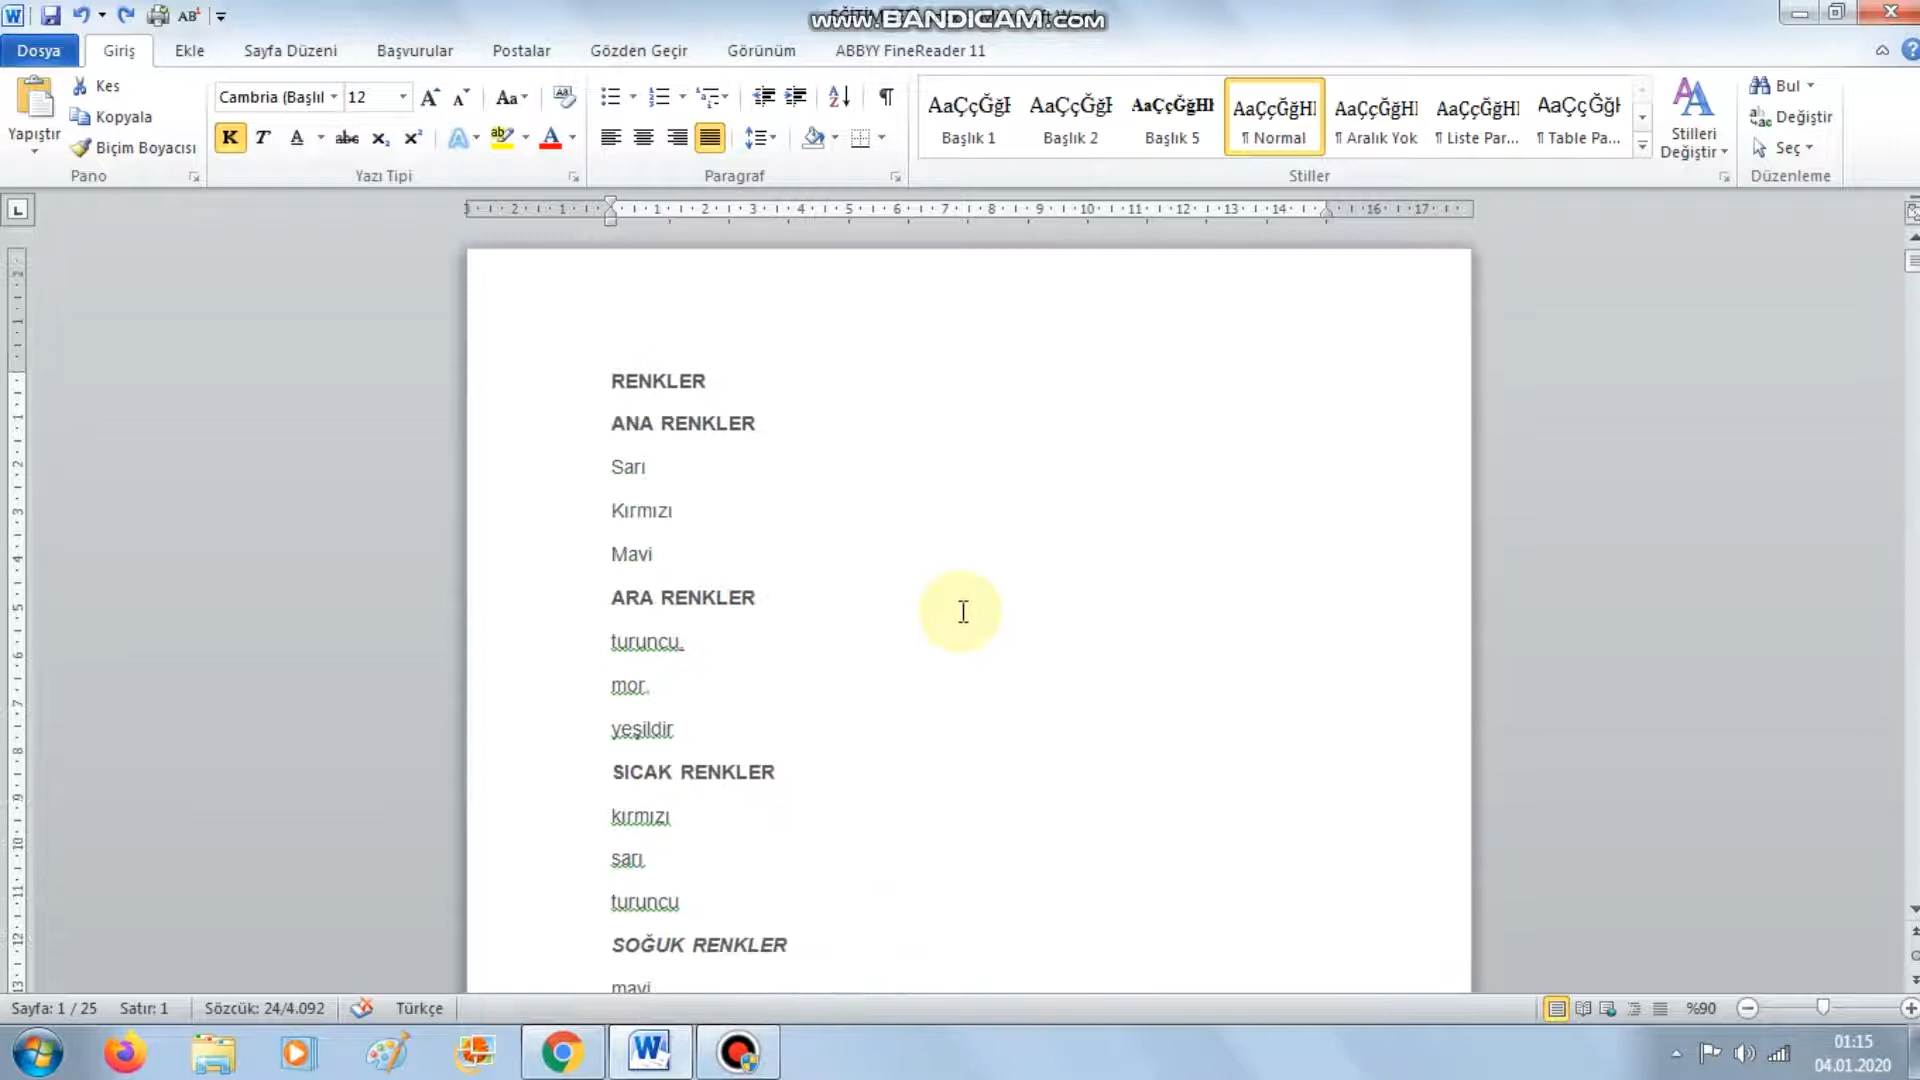 www.BANDICAM.com
Dosya Giriş Ekle Sayfa Düzeni Başvurular Postalar Gözden Geçir Görünüm ABBYY FineReader 11
Yapıştır
Kes
Kopyala
Biçim Boyacısı
Pano
Cambria (Başlıl 12
Yazı Tipi
Paragraf
AaÇçĞğI AaÇçĞğI AaÇçĞğHI AaÇçĞğHI AaÇçĞğHI AaÇçĞğHI AaÇçĞğI
Başlık 1 Başlık 2 Başlık 5 ¶ Normal ¶ Aralık Yok ¶ Liste Par... ¶ Table Pa...
Stiller
Stilleri
Değiştir
Bul
Değiştir
Seç
Düzenleme
RENKLER
ANA RENKLER
Sarı
Kırmızı
Mavi
ARA RENKLER
turuncu.
mor.
yeşildir
SICAK RENKLER
kırmızı
sarı
turuncu
SOĞUK RENKLER
mavi
Sayfa: 1 / 25 Satır: 1 Sözcük: 24/4.092 Türkçe %90
01:15
04.01.2020